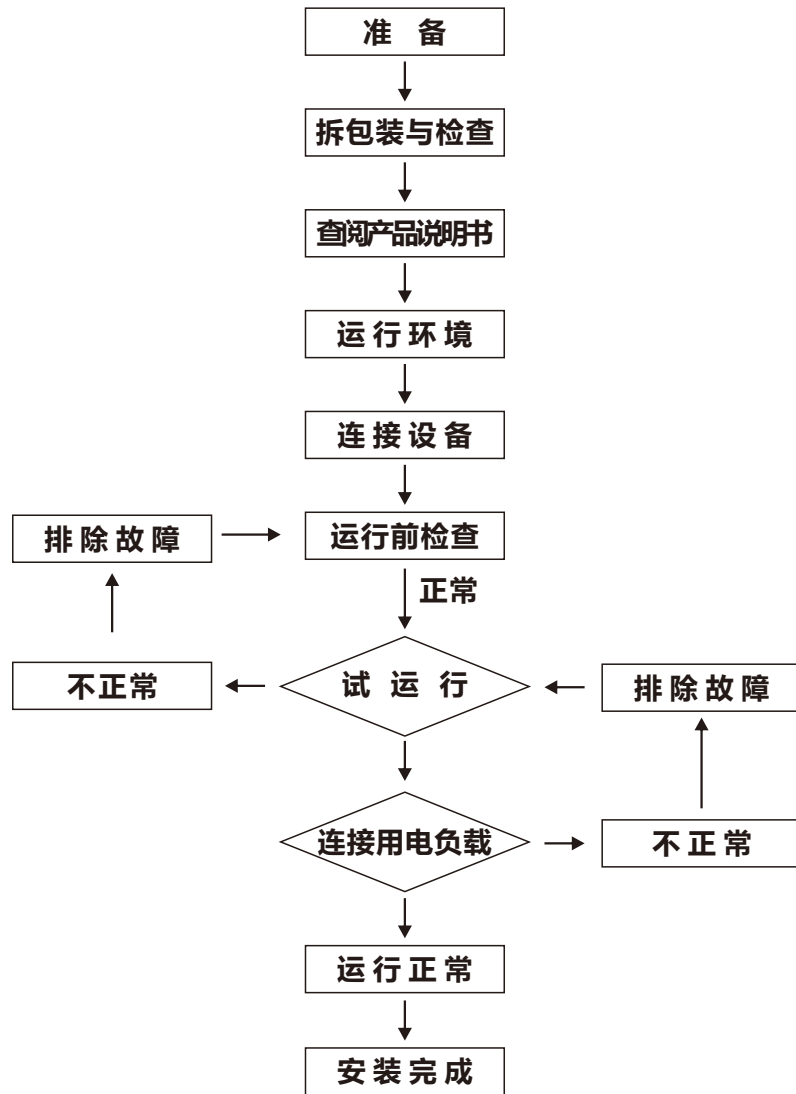 准 备
拆包装与检查
查阅产品说明书
运行环境
连接设备
排除故障
运行前检查
正常
不正常
试 运 行
排除故障
连接用电负载
不正常
运行正常
安装完成